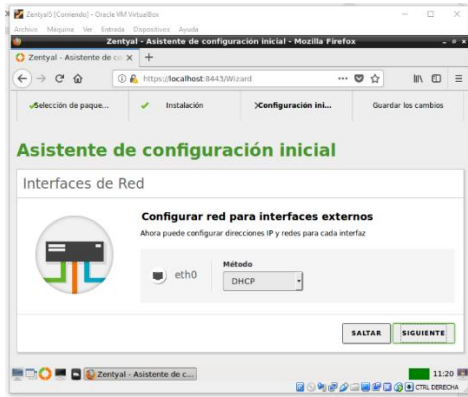 Zentyal5 [Corriendo] - Oracle VM VirtualBox
Archivo Máquina Ver Entrada Dispositivos Ayuda
Zentyal - Asistente de configuración inicial - Mozilla Firefox
Zentyal - Asistente de co
https://localhost:8443/Wizard
Selección de paque...
Instalación
Configuración ini...
Guardar los cambios
Asistente de configuración inicial
Interfaces de Red
Configurar red para interfaces externos
Ahora puede configurar direcciones IP y redes para cada interfaz
Método
eth0
DHCP
SALTAR SIGUIENTE
Zentyal - Asistente de c...
11:20
CTRL DERECHA